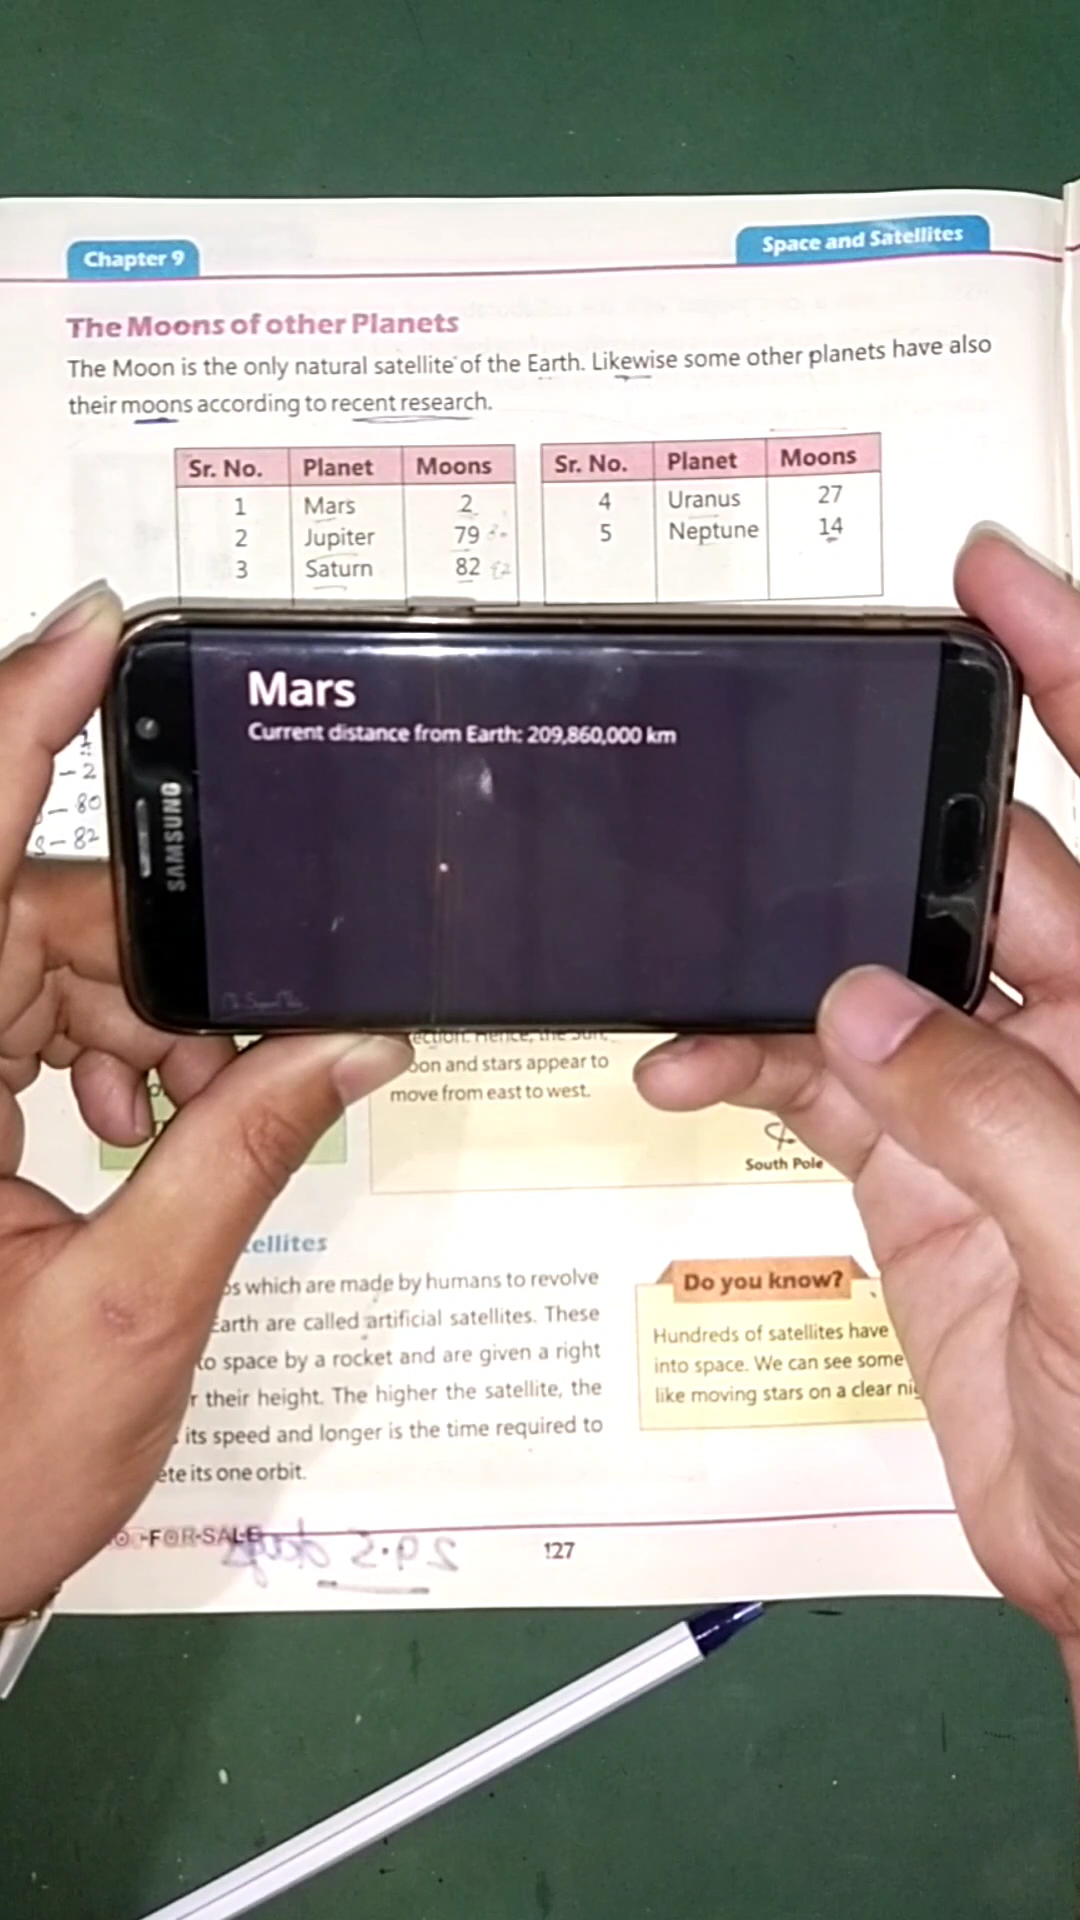 Chapter 9
Space and Satellites
The Moons of other Planets
The Moon is the only natural satellite of the Earth. Likewise some other planets have also
their moons according to recent research.
Sr. No. Planet Moons
1 Mars 2
2 Jupiter 79
3 Saturn 82
Sr. No. Planet Moons
4 Uranus 27
5 Neptune 14
Mars
Current distance from Earth: 209,860,000 km
SAMSUNG
- 2
- 80
S - 82
moon and stars appear to
move from east to west.
South Pole
ellites
which are made by humans to revolve
Earth are called artificial satellites. These
to space by a rocket and are given a right
their height. The higher the satellite, the
its speed and longer is the time required to
ete its one orbit.
Do you know?
Hundreds of satellites have
into space. We can see some
like moving stars on a clear
-FOR-SALE
127